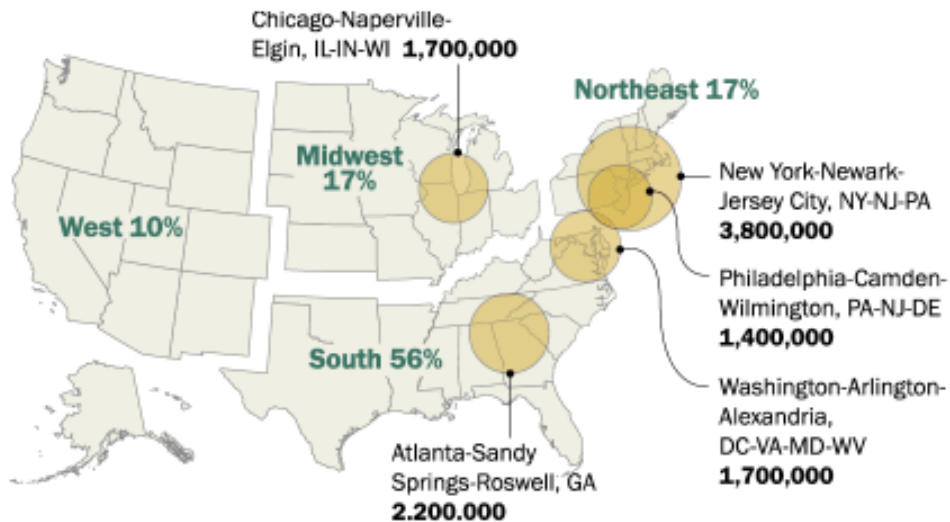 Chicago-Naperville-
Elgin, IL-IN-WI 1,700,000
Northeast 17%
Midwest
17%
West 10%
South 56%
New York-Newark-
Jersey City, NY-NJ-PA
3,800,000
Philadelphia-Camden-
Wilmington, PA-NJ-DE
1,400,000
Washington-Arlington-
Alexandria,
DC-VA-MD-WV
1,700,000
Atlanta-Sandy
Springs-Roswell, GA
2.200.000